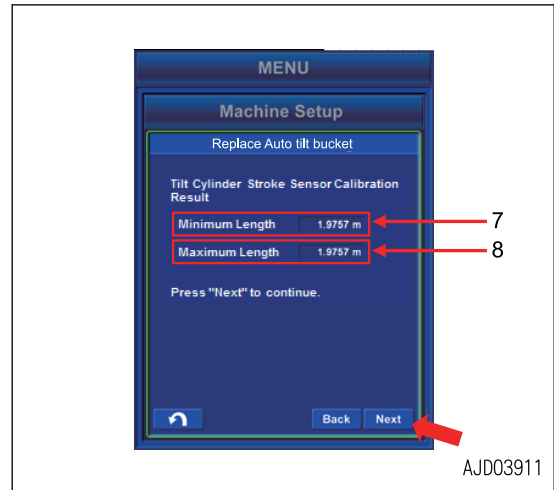 MENU
Machine Setup
Replace Auto tilt bucket
Tilt Cylinder Stroke Sensor Calibration
Result
Minimum Length 1.9757 m 7
Maximum Length 1.9757 m 8
Press "Next" to continue.
Back Next
AJD03911